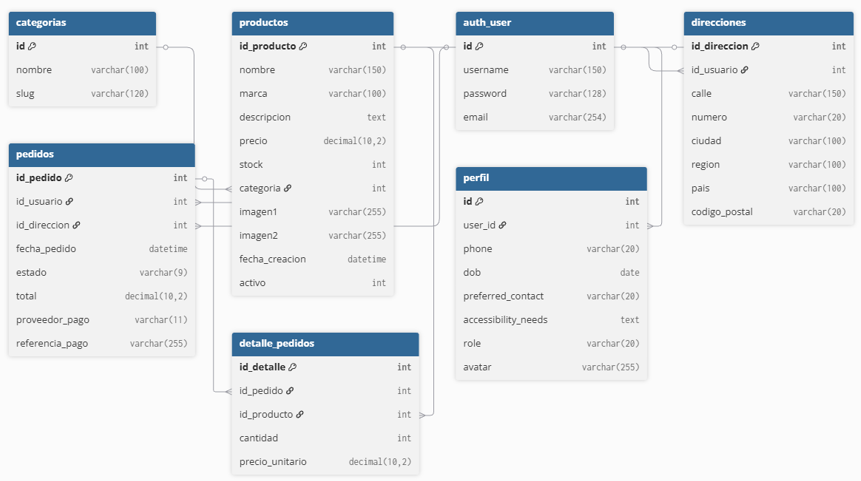 categorias
id int
nombre varchar(100)
slug varchar(120)
productos
id_producto int
nombre varchar(150)
marca varchar(100)
descripcion text
precio decimal(10,2)
stock int
categoria int
imagen1 varchar(255)
imagen2 varchar(255)
fecha_creacion datetime
activo int
auth_user
id int
username varchar(150)
password varchar(128)
email varchar(254)
direcciones
id_direccion int
id_usuario int
calle varchar(150)
numero varchar(20)
ciudad varchar(100)
region varchar(100)
pais varchar(100)
codigo_postal varchar(20)
pedidos
id_pedido int
id_usuario int
id_direccion int
fecha_pedido datetime
estado varchar(9)
total decimal(10,2)
proveedor_pago varchar(11)
referencia_pago varchar(255)
perfil
id int
user_id int
phone varchar(20)
dob date
preferred_contact varchar(20)
accessibility_needs text
role varchar(20)
avatar varchar(255)
detalle_pedidos
id_detalle int
id_pedido int
id_producto int
cantidad int
precio_unitario decimal(10,2)